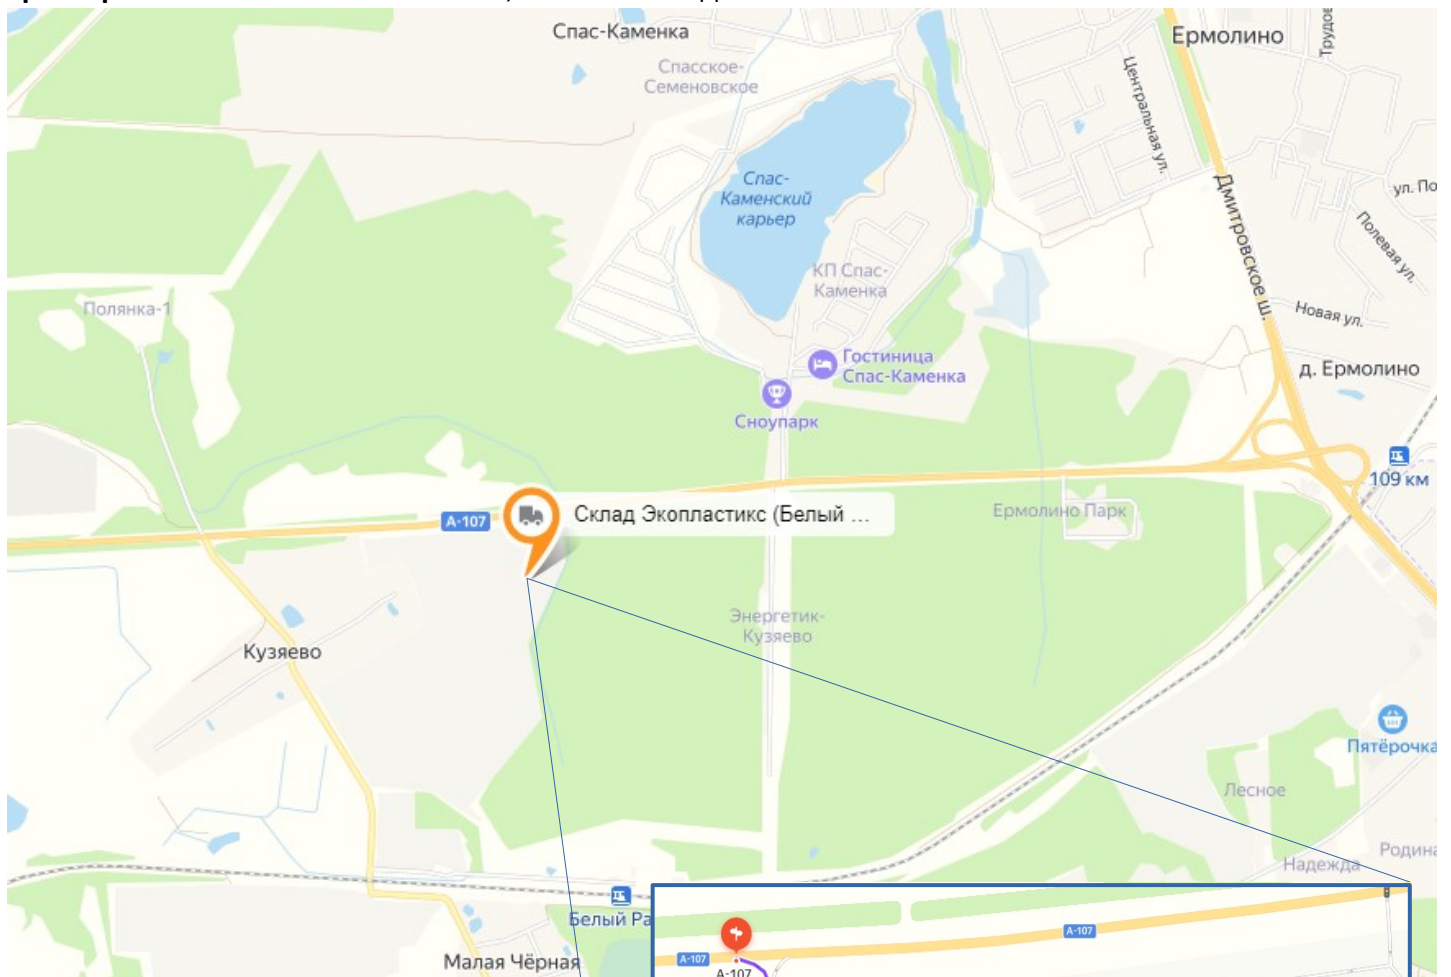 Спас-Каменка
Ермолино
Спасское-
Семеновское
Центральная ул.
Спас-
Каменский
карьер
Дмитровское ш.
ул. По
Полевая ул.
КП Спас-
Каменка
Полянка-1
Новая ул.
Гостиница
Спас-Каменка
д. Ермолино
Сноупарк
109 км
А-107
Склад Экопластикс (Белый ...
Ермолино Парк
Энергетик-
Кузяево
Кузяево
Пятёрочка
Лесное
Родина
Надежда
Белый Ра
А-107
Малая Чёрная
А-107
А-107